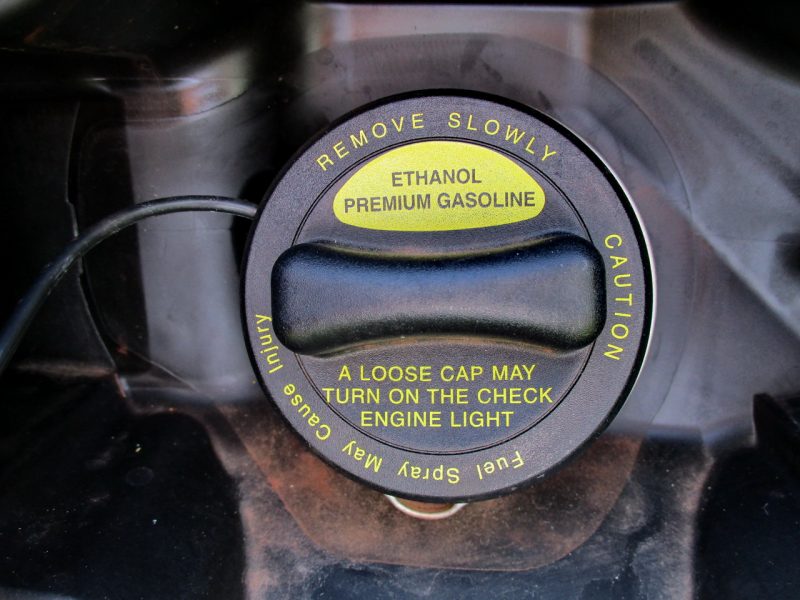 REMOVE SLOWLY
ETHANOL
PREMIUM GASOLINE
CAUTION
A LOOSE CAP MAY
TURN ON THE CHECK
ENGINE LIGHT
Fuel Spray May Cause Injury